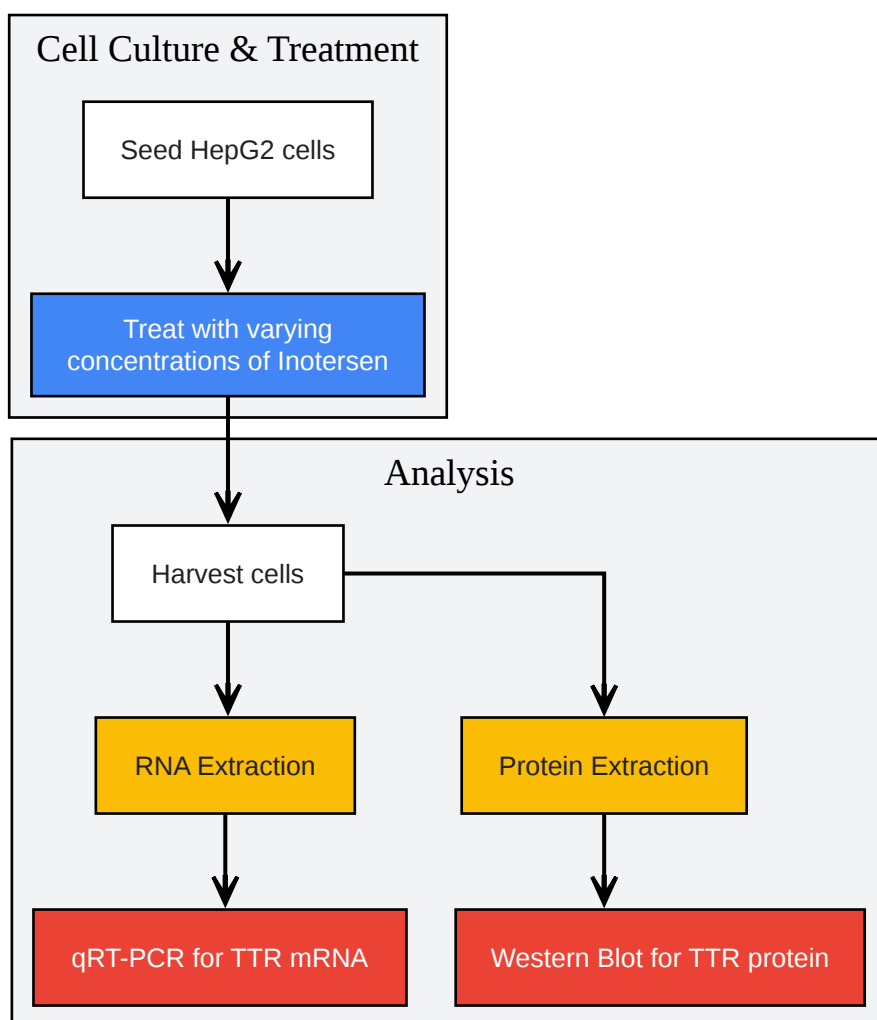 Cell Culture & Treatment
Seed HepG2 cells
Treat with varying
concentrations of Inotersen
Analysis
Harvest cells
RNA Extraction
Protein Extraction
qRT-PCR for TTR mRNA
Western Blot for TTR protein